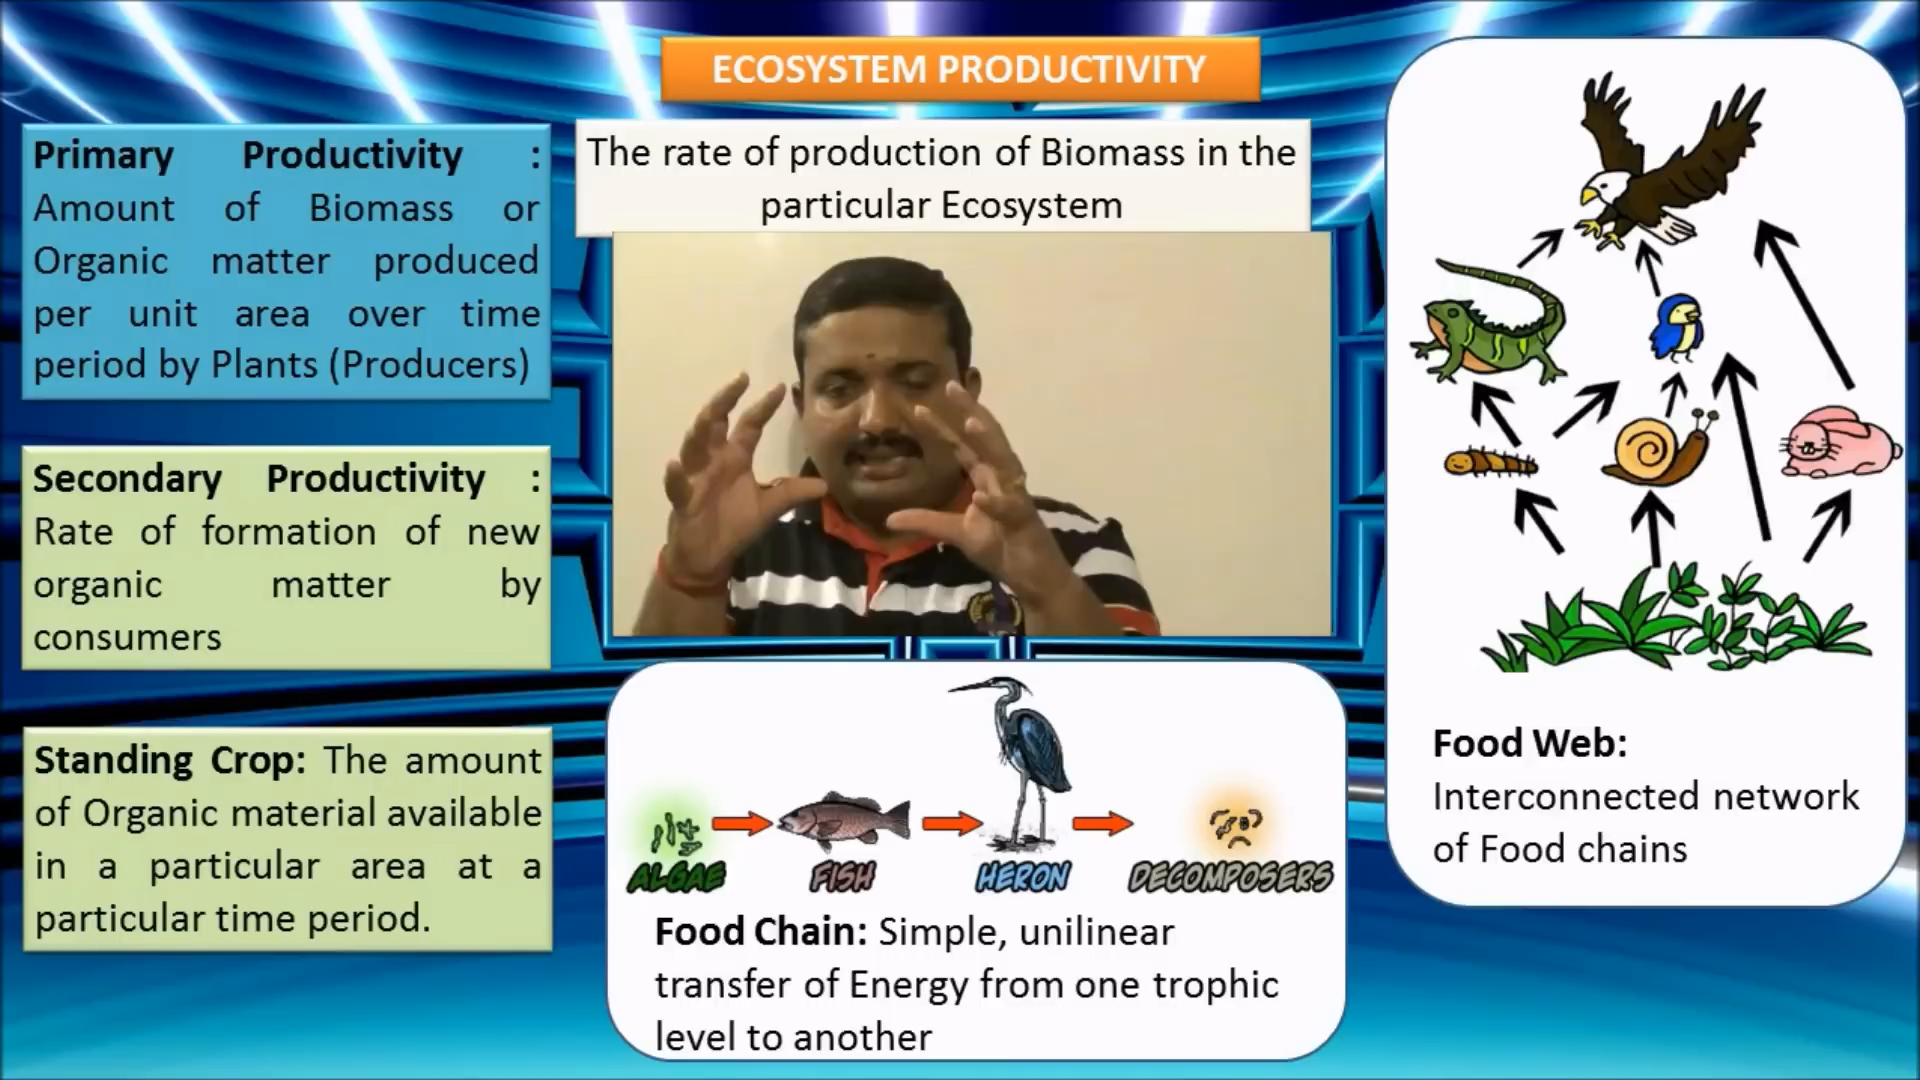 ECOSYSTEM PRODUCTIVITY
The rate of production of Biomass in the
particular Ecosystem
Primary Productivity :
Amount of Biomass or
Organic matter produced
per unit area over time
period by Plants (Producers)
Secondary Productivity :
Rate of formation of new
organic matter by
consumers
Standing Crop: The amount
of Organic material available
in a particular area at a
particular time period.
ALGAE FISH HERON DECOMPOSERS
Food Chain: Simple, unilinear
transfer of Energy from one trophic
level to another
Food Web:
Interconnected network
of Food chains